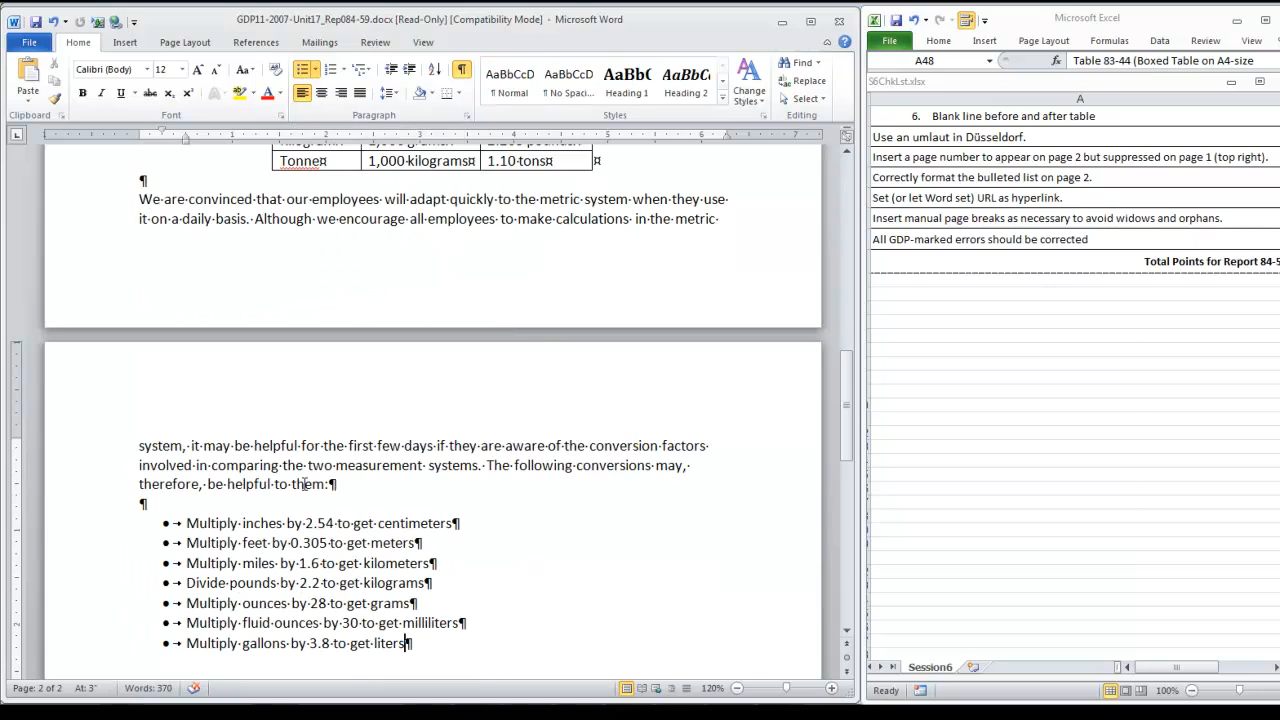 GDP11-2007-Unit17_Rep084-59.docx [Read-Only] [Compatibility Mode] - Microsoft Word
File Home Insert Page Layout References Mailings Review View
Paste
Calibri (Body) 12
Clipboard Font Paragraph Styles Editing
AaBbCcD AaBbCcD AaBb( AaBbCc
¶ Normal ¶ No Spaci... Heading 1 Heading 2
Change Styles
Find
Replace
Select
Tonne¤ 1,000·kilograms¤ 1.10·tons¤ ¤
¶
We·are·convinced·that·our·employees·will·adapt·quickly·to·the·metric·system·when·they·use
it·on·a·daily·basis.·Although·we·encourage·all·employees·to·make·calculations·in·the·metric·
system,·it·may·be·helpful·for·the·first·few·days·if·they·are·aware·of·the·conversion·factors·
involved·in·comparing·the·two·measurement·systems.·The·following·conversions·may,·
therefore,·be·helpful·to·them:¶
¶
●→Multiply·inches·by·2.54·to·get·centimeters¶
●→Multiply·feet·by·0.305·to·get·meters¶
●→Multiply·miles·by·1.6·to·get·kilometers¶
●→Divide·pounds·by·2.2·to·get·kilograms¶
●→Multiply·ounces·by·28·to·get·grams¶
●→Multiply·fluid·ounces·by·30·to·get·milliliters¶
●→Multiply·gallons·by·3.8·to·get·liters¶
Page: 2 of 2 At: 3" Words: 370 120%
Microsoft Excel
File Home Insert Page Layout Formulas Data Review View
A48 fx Table 83-44 (Boxed Table on A4-size
S6ChkLst.xlsx
A
6. Blank line before and after table
Use an umlaut in Düsseldorf.
Insert a page number to appear on page 2 but suppressed on page 1 (top right).
Correctly format the bulleted list on page 2.
Set (or let Word set) URL as hyperlink.
Insert manual page breaks as necessary to avoid widows and orphans.
All GDP-marked errors should be corrected
Total Points for Report 84-5
Session6
Ready 100%